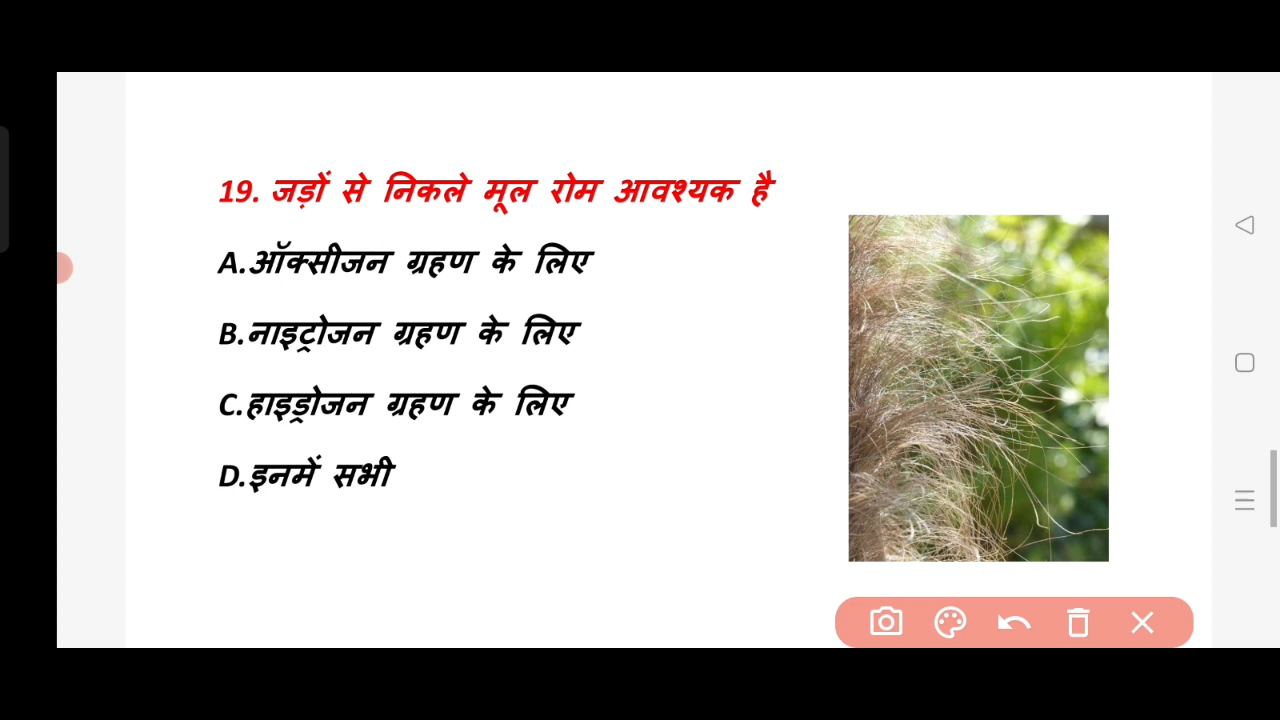 19. जड़ों से निकले मूल रोम आवश्यक है
A.ऑक्सीजन ग्रहण के लिए
B.नाइट्रोजन ग्रहण के लिए
C.हाइड्रोजन ग्रहण के लिए
D.इनमें सभी